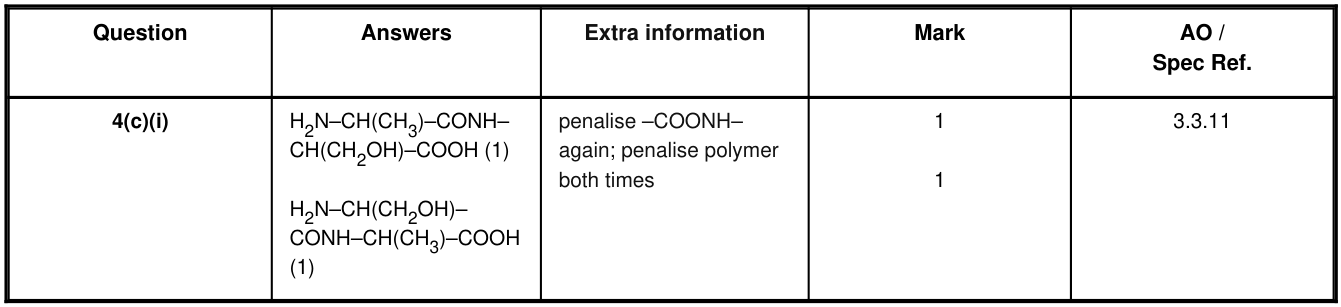 Question Answers Extra information Mark AO /
Spec Ref.
4(c)(i)
H₂N–CH(CH₃)–CONH–
CH(CH₂OH)–COOH (1)
H₂N–CH(CH₂OH)–
CONH–CH(CH₃)–COOH
(1)
penalise –COONH–
again; penalise polymer
both times
1
1
3.3.11